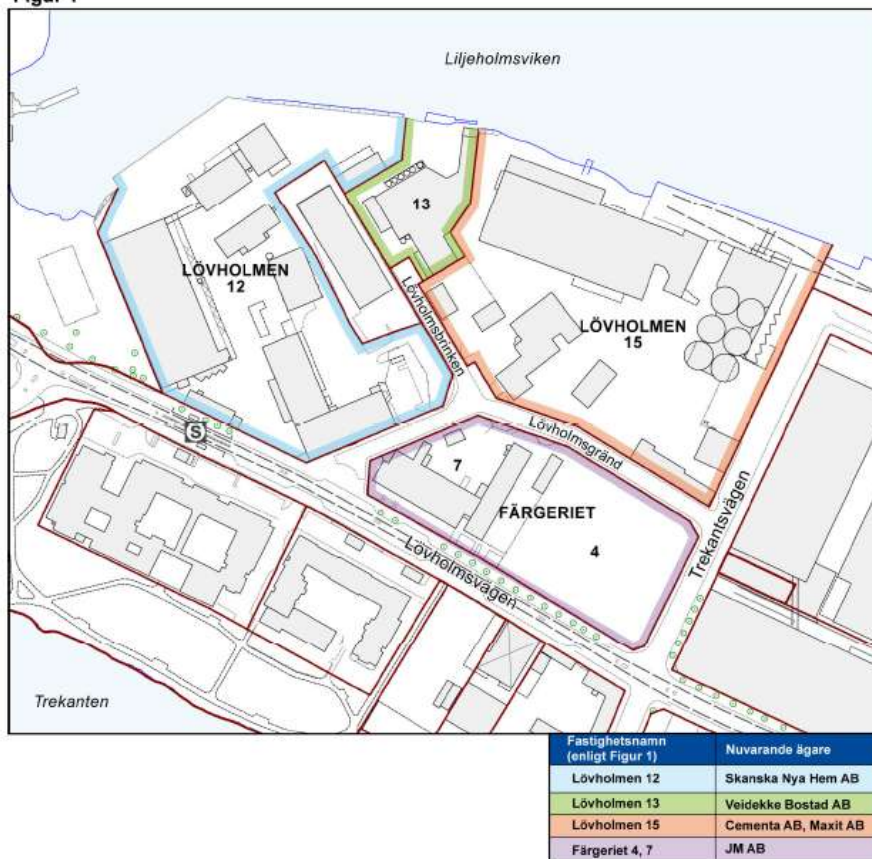 Figur 1
Liljeholmsviken
13
LÖVHOLMEN
12
Lövholmsbrinken
LÖVHOLMEN
15
Lövholmsgränd
S
7
FÄRGERIET
4
Trekantsvägen
Lövholmsvägen
Trekanten
Fastighetsnamn
(enligt Figur 1)
Nuvarande ägare
Lövholmen 12
Skanska Nya Hem AB
Lövholmen 13
Veidekke Bostad AB
Lövholmen 15
Cementa AB, Maxit AB
Färgeriet 4, 7
JM AB